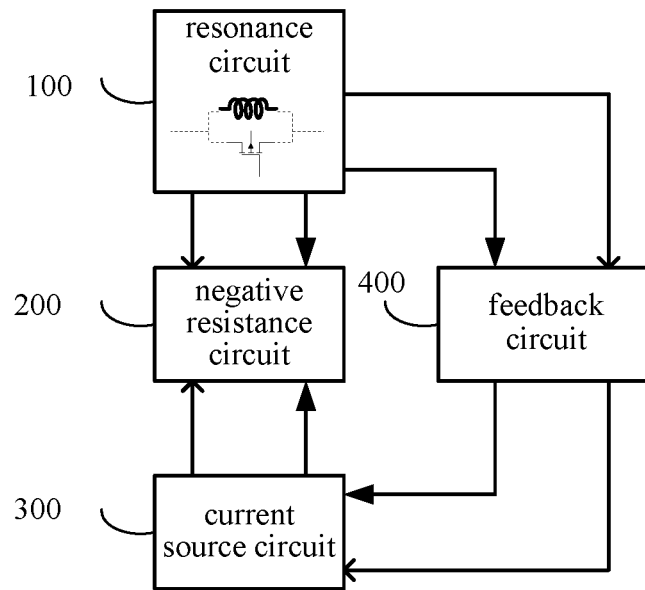 resonance
circuit
100
negative
resistance
circuit
200
400
feedback
circuit
300
current
source circuit